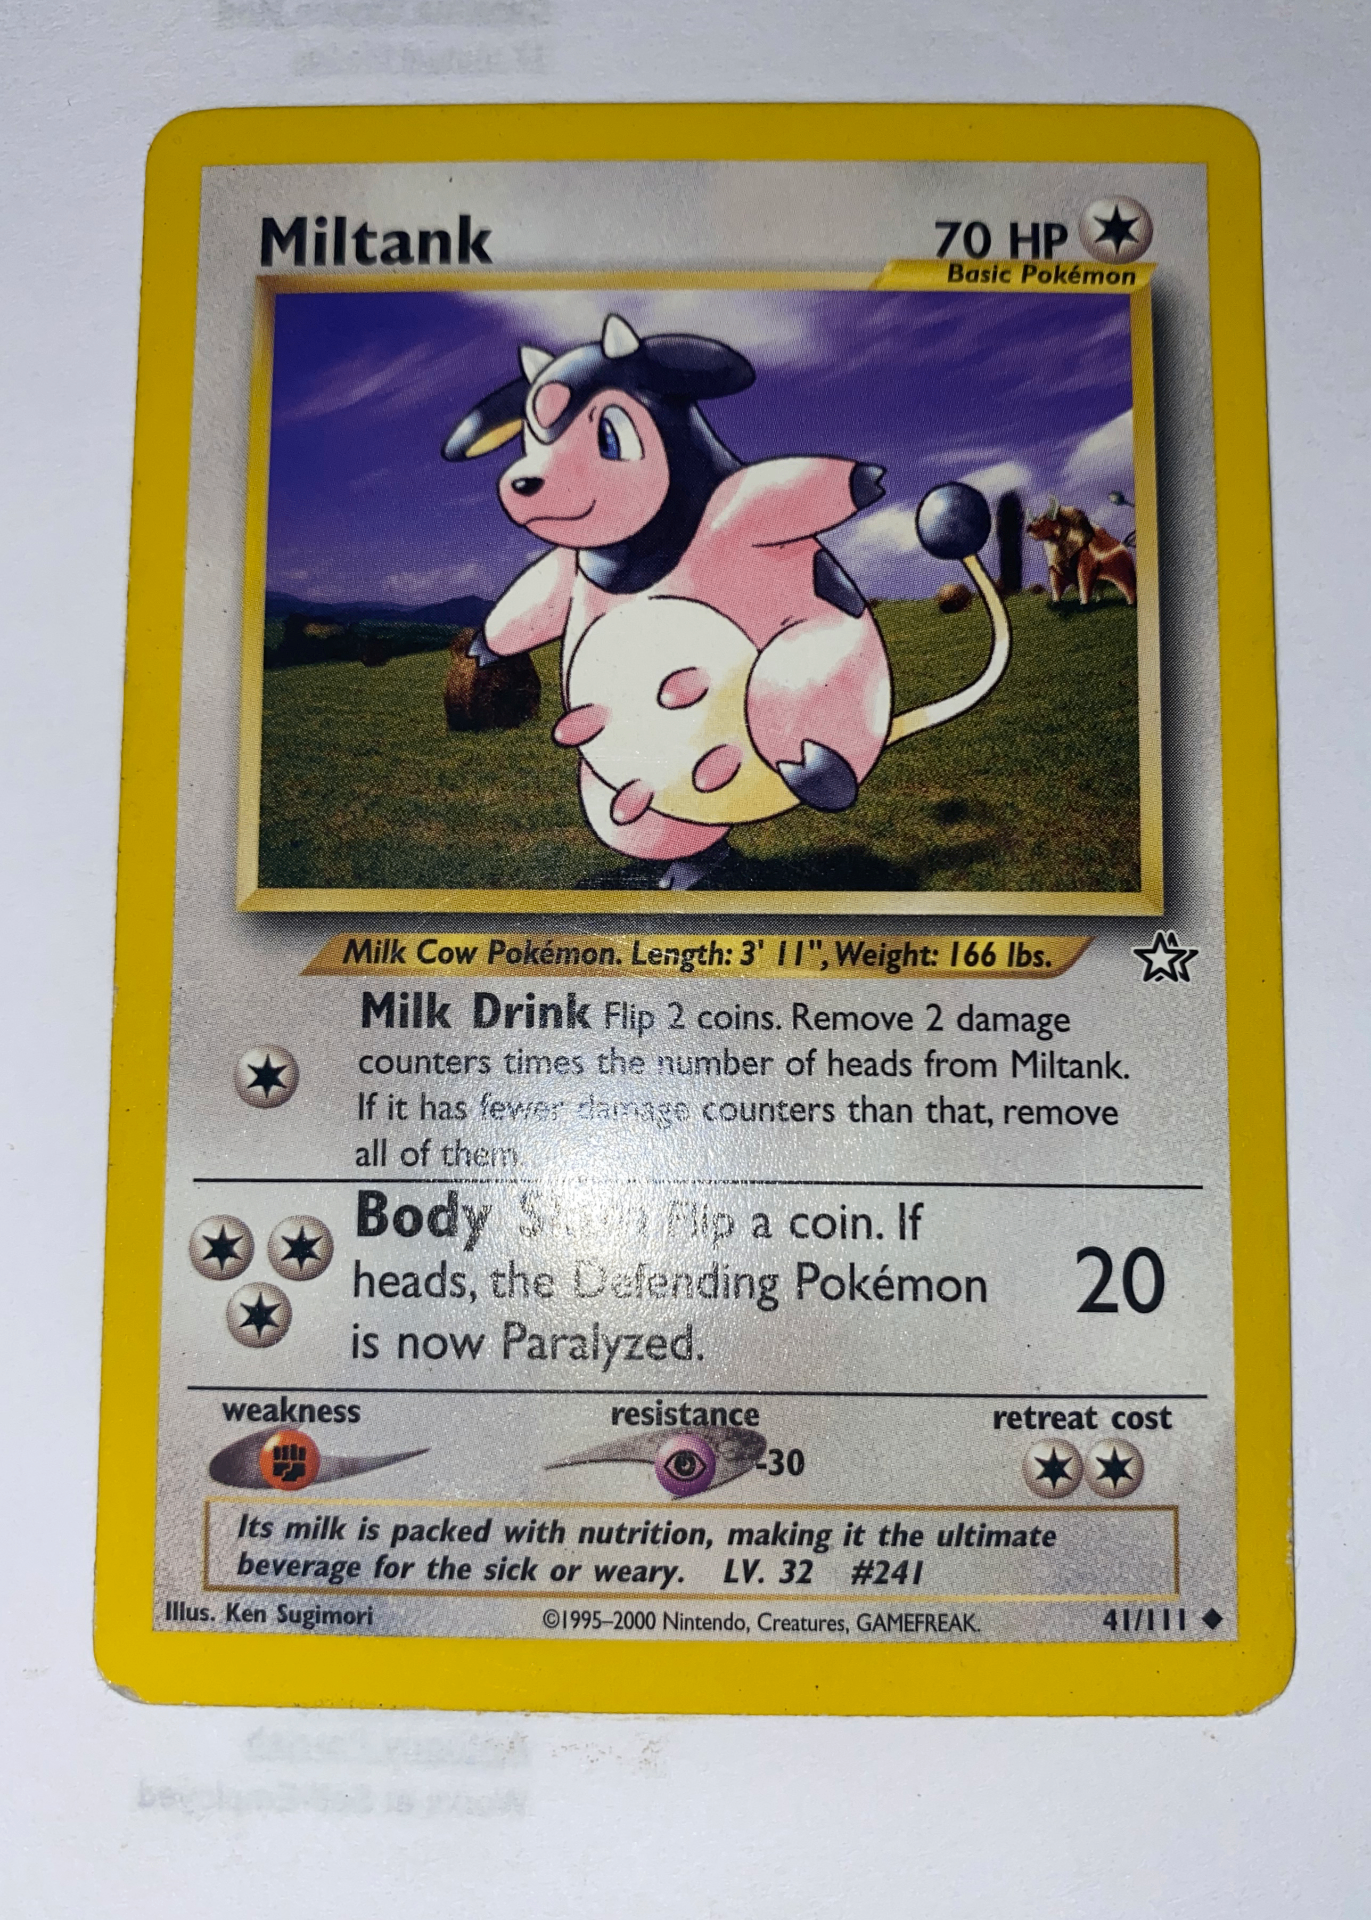 Miltank
70 HP
Basic Pokémon
Milk Cow Pokémon. Length: 3' 11", Weight: 166 lbs.
Milk Drink Flip 2 coins. Remove 2 damage
counters times the number of heads from Miltank.
If it has fewer damage counters than that, remove
all of them.
Body Slam Flip a coin. If
heads, the Defending Pokémon
is now Paralyzed.
20
weakness
resistance
retreat cost
-30
Its milk is packed with nutrition, making it the ultimate
beverage for the sick or weary. LV. 32 #241
Illus. Ken Sugimori
©1995–2000 Nintendo, Creatures, GAMEFREAK.
41/111